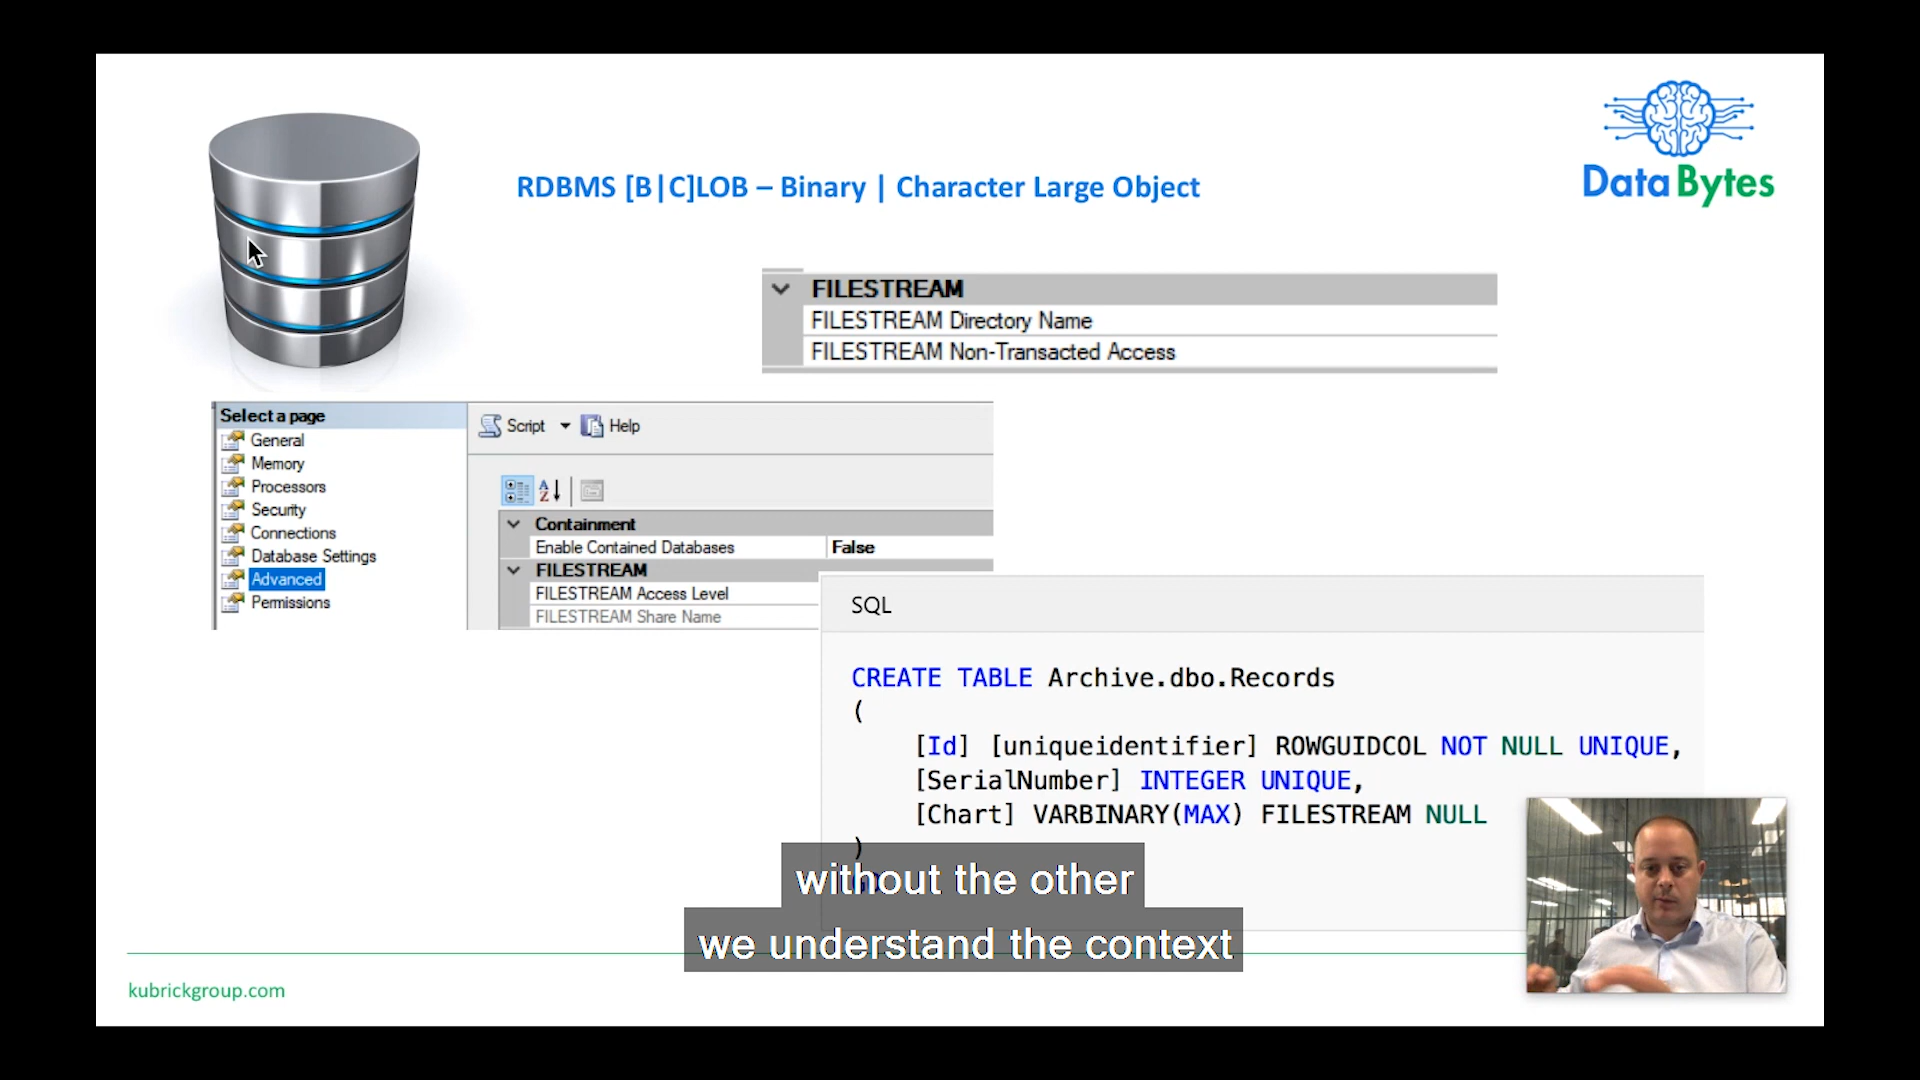 Data Bytes
RDBMS [B|C]LOB – Binary | Character Large Object
FILESTREAM
FILESTREAM Directory Name
FILESTREAM Non-Transacted Access
Select a page
General
Memory
Processors
Security
Connections
Database Settings
Advanced
Permissions
Script
Help
Containment
Enable Contained Databases False
FILESTREAM
FILESTREAM Access Level
FILESTREAM Share Name
SQL
CREATE TABLE Archive.dbo.Records
(
[Id] [uniqueidentifier] ROWGUIDCOL NOT NULL UNIQUE,
[SerialNumber] INTEGER UNIQUE,
[Chart] VARBINARY(MAX) FILESTREAM NULL
)
without the other
we understand the context
kubrickgroup.com